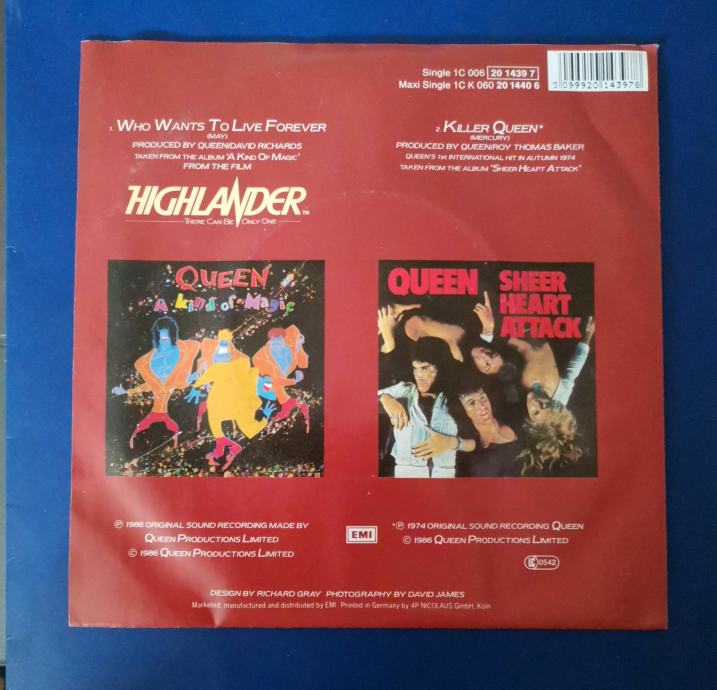 Single 1C 006 20 1439 7
Maxi Single 1C K 060 20 1440 6
5 099920 143978
1. WHO WANTS TO LIVE FOREVER
(MAY)
PRODUCED BY QUEEN/DAVID RICHARDS
TAKEN FROM THE ALBUM 'A KIND OF MAGIC'
FROM THE FILM
HIGHLANDER TM
THERE CAN BE ONLY ONE
2. KILLER QUEEN*
(MERCURY)
PRODUCED BY QUEEN/ROY THOMAS BAKER
QUEEN'S 1st INTERNATIONAL HIT IN AUTUMN 1974
TAKEN FROM THE ALBUM 'SHEER HEART ATTACK'
QUEEN
A Kind of Magic
QUEEN SHEER
HEART
ATTACK
℗ 1986 ORIGINAL SOUND RECORDING MADE BY
QUEEN PRODUCTIONS LIMITED
© 1986 QUEEN PRODUCTIONS LIMITED
EMI
*℗ 1974 ORIGINAL SOUND RECORDING QUEEN
© 1986 QUEEN PRODUCTIONS LIMITED
LC 0542
DESIGN BY RICHARD GRAY PHOTOGRAPHY BY DAVID JAMES
Marketed, manufactured and distributed by EMI Printed in Germany by 4P NICOLAUS GmbH, Köln